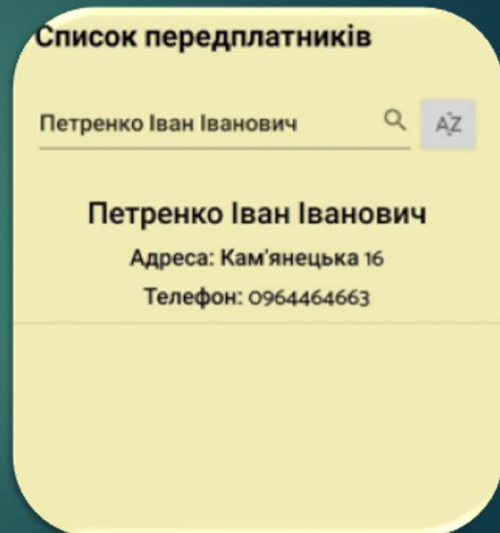 Список передплатників
Петренко Іван Іванович
AZ
Петренко Іван Іванович
Адреса: Кам'янецька 16
Телефон: 0964464663